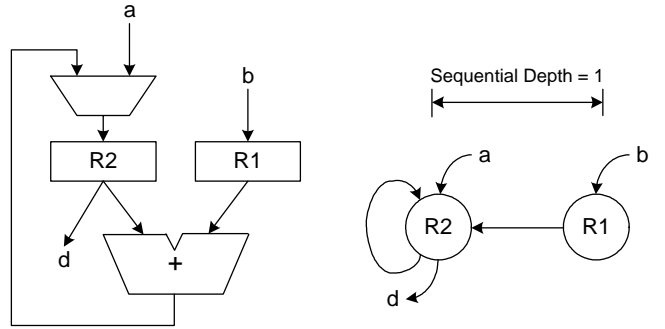 a
b
R2
R1
d
+
Sequential Depth = 1
a
b
R2
R1
d